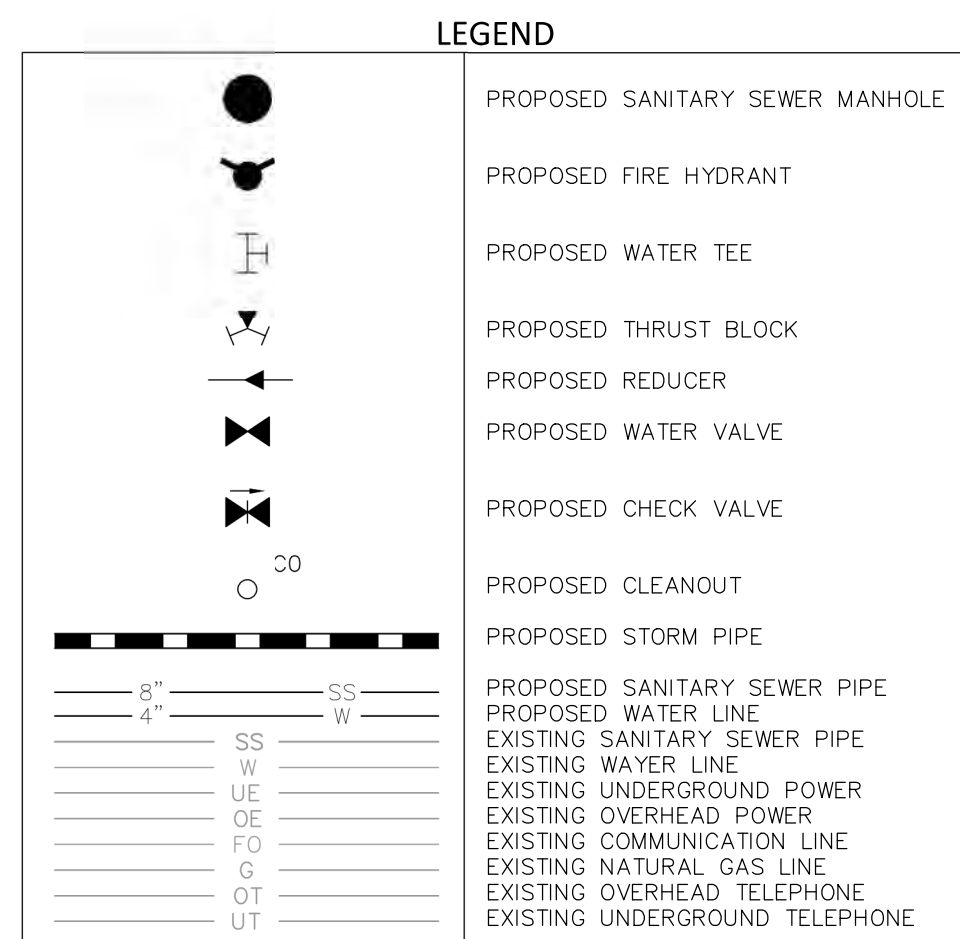 LEGEND
PROPOSED SANITARY SEWER MANHOLE
PROPOSED FIRE HYDRANT
PROPOSED WATER TEE
PROPOSED THRUST BLOCK
PROPOSED REDUCER
PROPOSED WATER VALVE
PROPOSED CHECK VALVE
CO
PROPOSED CLEANOUT
PROPOSED STORM PIPE
8" SS PROPOSED SANITARY SEWER PIPE
4" W PROPOSED WATER LINE
SS EXISTING SANITARY SEWER PIPE
W EXISTING WAYER LINE
UE EXISTING UNDERGROUND POWER
OE EXISTING OVERHEAD POWER
FO EXISTING COMMUNICATION LINE
G EXISTING NATURAL GAS LINE
OT EXISTING OVERHEAD TELEPHONE
UT EXISTING UNDERGROUND TELEPHONE